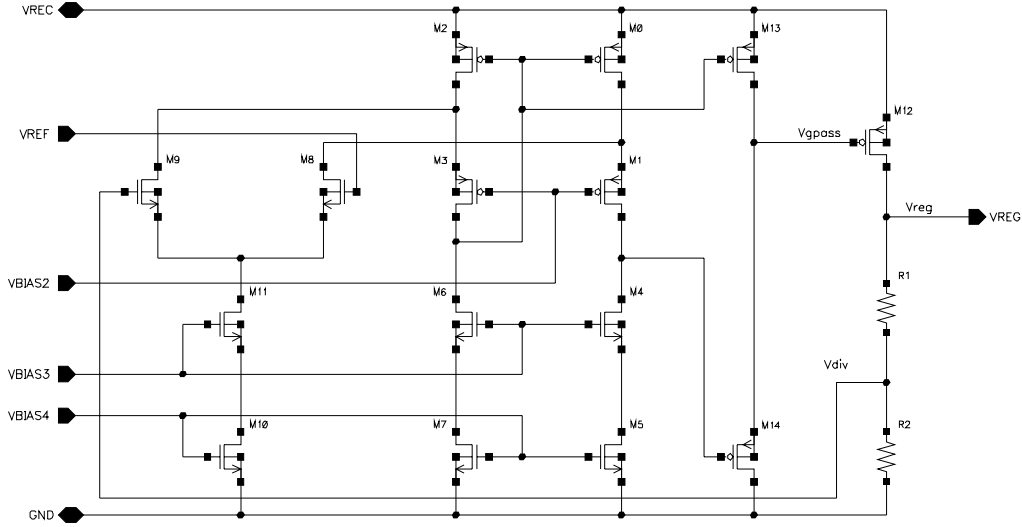 VREC
M2
M0
M13
M12
VREF
Vgpass
M9
M8
M3
M1
Vreg
VREG
R1
VBIAS2
M11
M6
M4
VBIAS3
Vdiv
VBIAS4
M10
M7
M5
M14
R2
GND